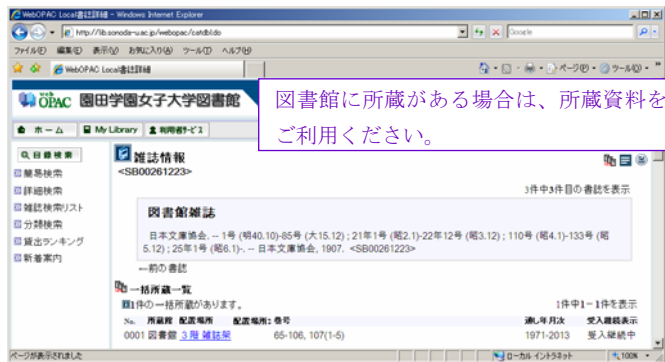 WebOPAC Local書誌詳細 - Windows Internet Explorer
http://lib.sonoda-u.ac.jp/webopac/catdbl.do
Google
ファイル(F) 編集(E) 表示(V) お気に入り(A) ツール(T) ヘルプ(H)
WebOPAC Local書誌詳細
ページ(P) ツール(O)
Web OPAC 園田学園女子大学図書館
図書館に所蔵がある場合は、所蔵資料を
ご利用ください。
ホーム My Library 利用者サービス
目録検索
簡易検索
詳細検索
雑誌検索リスト
分類検索
貸出ランキング
新着案内
雑誌情報
<SB00261223>
3件中3件目の書誌を表示
図書館雑誌
日本文庫協会. -- 1号 (明40.10)-85号 (大15.12) ; 21年1号 (昭2.1)-22年12号 (昭3.12) ; 110号 (昭4.1)-133号 (昭
5.12) ; 25年1号 (昭6.1)-. -- 日本文庫協会, 1907. <SB00261223>
←前の書誌
一括所蔵一覧
1件の一括所蔵があります。
1件中1－1件を表示
No. 所蔵館 配置場所 配置場所2 巻号 通し年月次 受入継続表示
0001 図書館 3階 雑誌架 65-106, 107(1-5) 1971-2013 受入継続中
ページが表示されました
ローカル イントラネット
100%